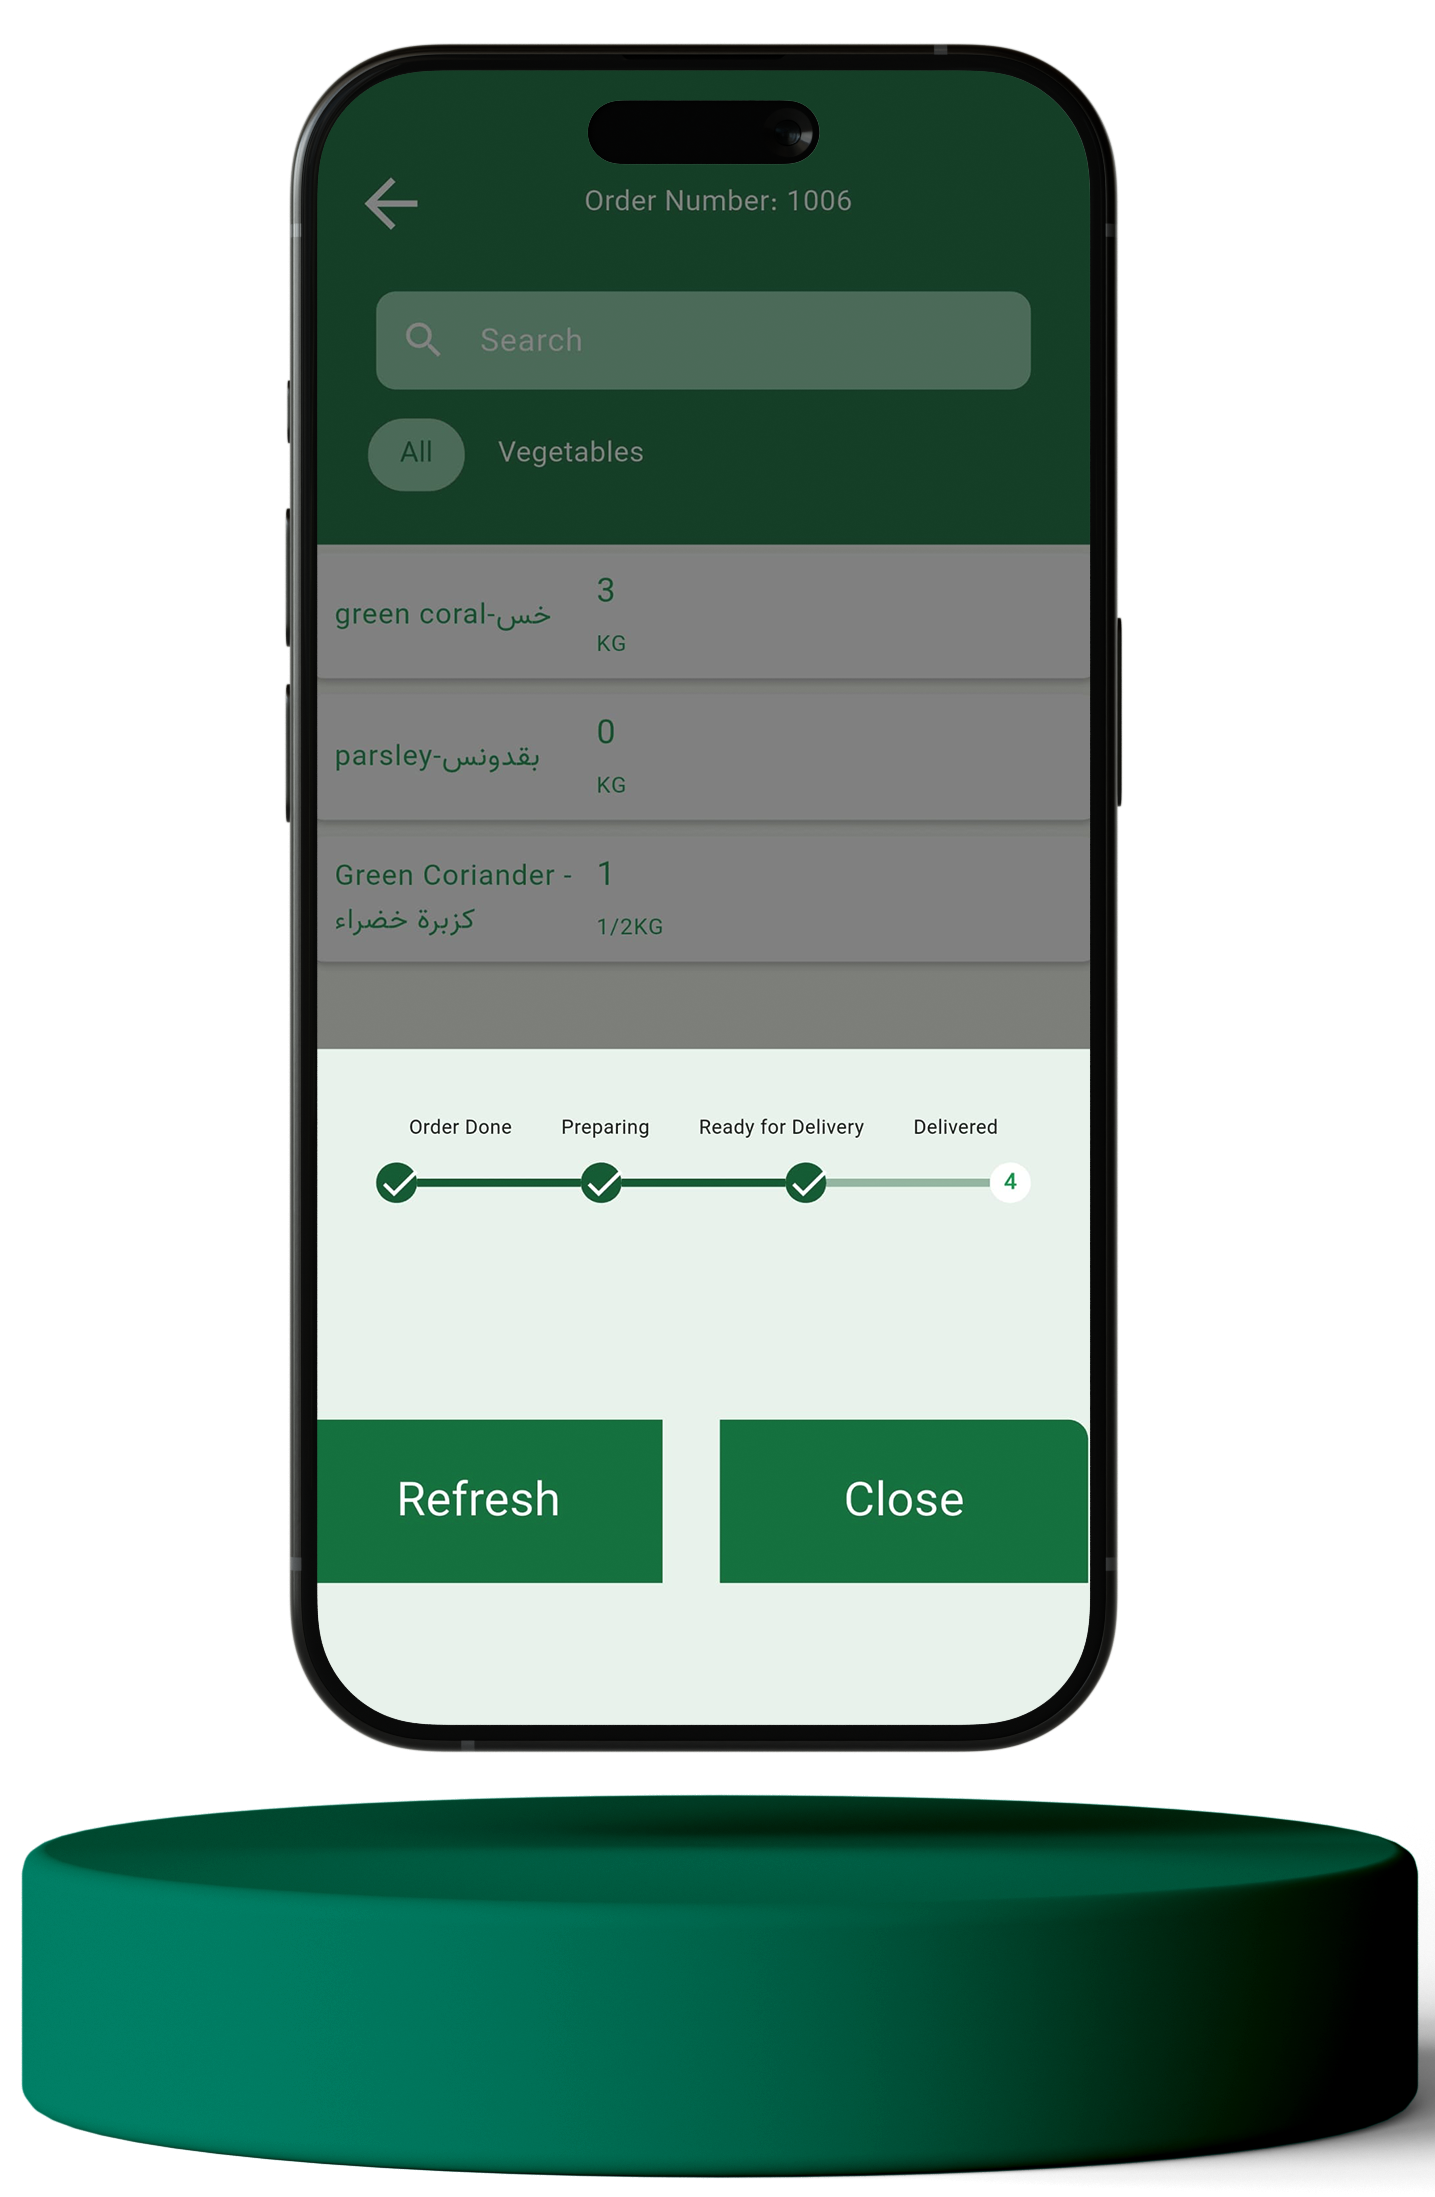 Order Number: 1006
Search
All Vegetables
green coral-خس
3
KG
parsley-بقدونس
0
KG
Green Coriander -
كزبرة خضراء
1
1/2KG
Order Done Preparing Ready for Delivery Delivered
4
Refresh Close